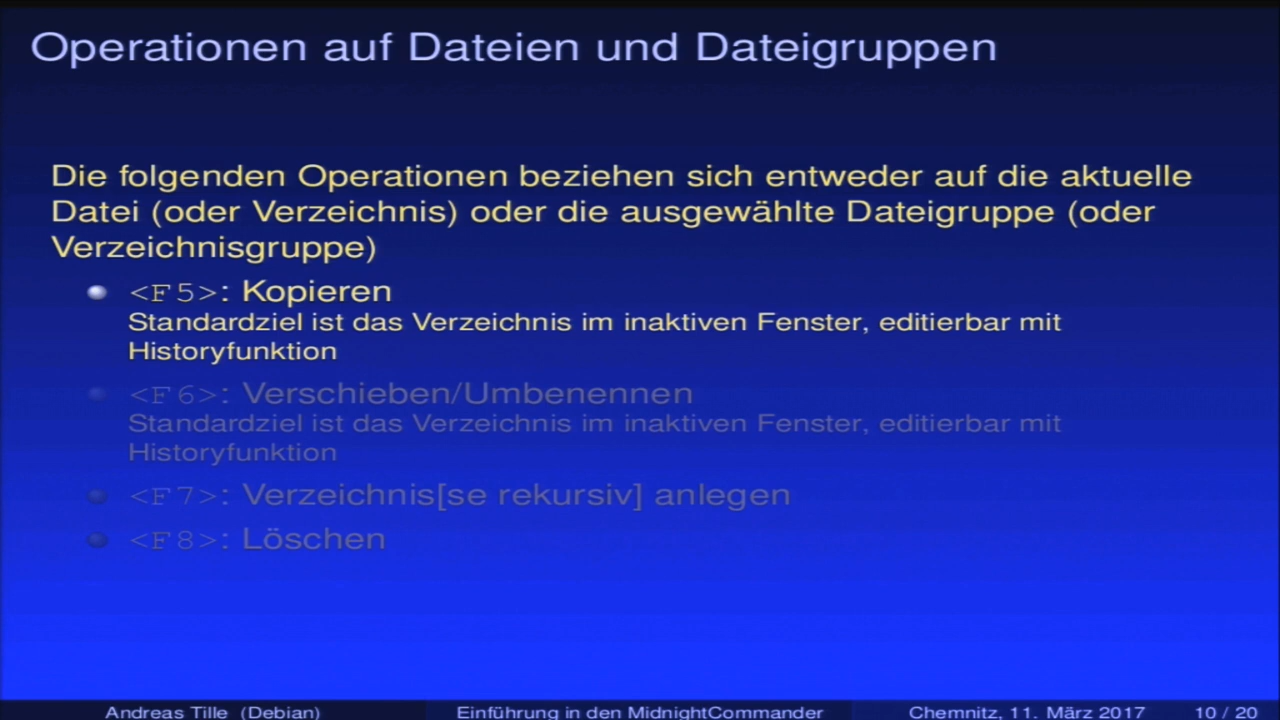 Operationen auf Dateien und Dateigruppen
Die folgenden Operationen beziehen sich entweder auf die aktuelle
Datei (oder Verzeichnis) oder die ausgewählte Dateigruppe (oder
Verzeichnisgruppe)
<F5>: Kopieren
Standardziel ist das Verzeichnis im inaktiven Fenster, editierbar mit
Historyfunktion
<F6>: Verschieben/Umbenennen
Standardziel ist das Verzeichnis im inaktiven Fenster, editierbar mit
Historyfunktion
<F7>: Verzeichnis[se rekursiv] anlegen
<F8>: Löschen
Andreas Tille (Debian) Einführung in den MidnightCommander Chemnitz, 11. März 2017 10 / 20